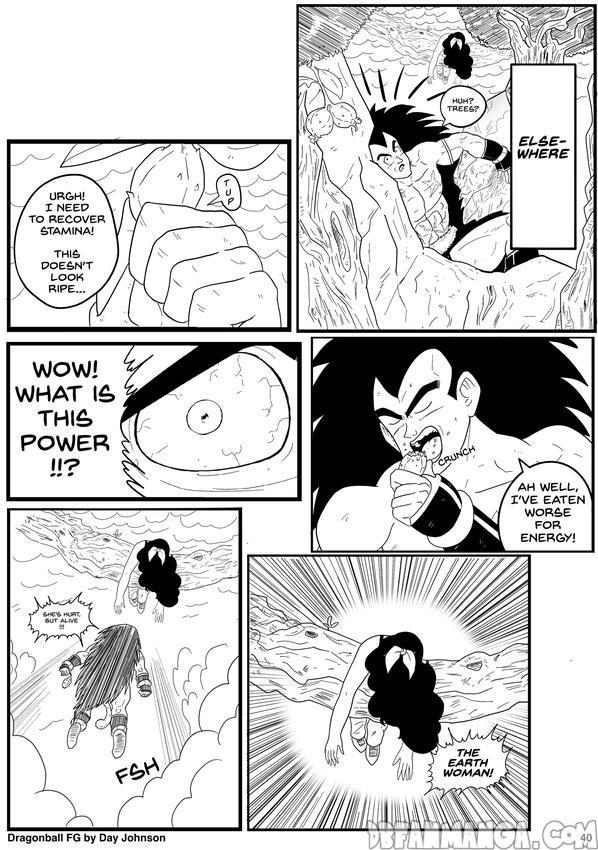 ELSE-
WHERE
HUH?
TREES?
TUP
URGH!
I NEED
TO RECOVER
STAMINA!
THIS
DOESN'T
LOOK
RIPE...
CRUNCH
AH WELL,
I'VE EATEN
WORSE
FOR
ENERGY!
WOW!
WHAT IS
THIS
POWER
!!?
THE
EARTH
WOMAN!
SHE'S HURT,
BUT ALIVE
!!!
FSH
Dragonball FG by Day Johnson
DBFANMANGA.COM
40